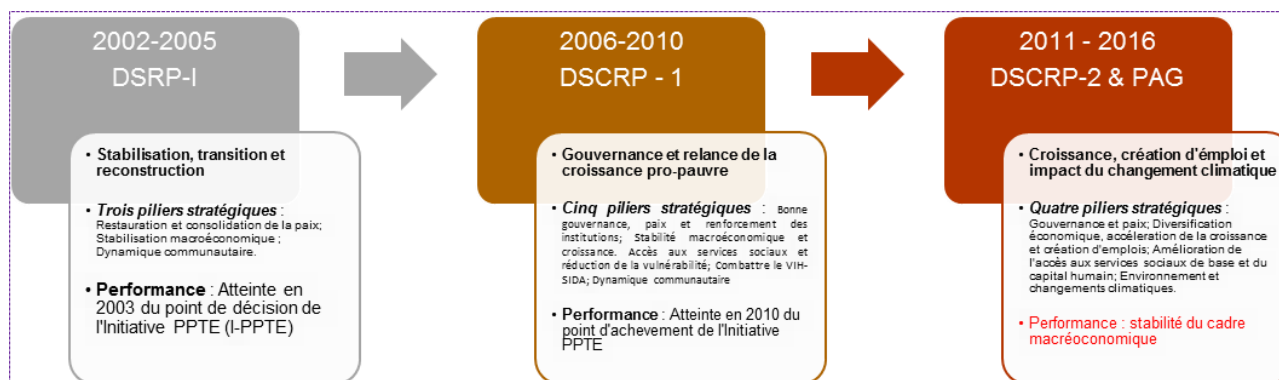 2002-2005
DSRP-I
• Stabilisation, transition et
reconstruction
• Trois piliers stratégiques :
Restauration et consolidation de la paix;
Stabilisation macroéconomique ;
Dynamique communautaire.
• Performance : Atteinte en
2003 du point de décision de
l'Initiative PPTE (I-PPTE)
2006-2010
DSCRP - 1
• Gouvernance et relance de la
croissance pro-pauvre
• Cinq piliers stratégiques : Bonne
gouvernance, paix et renforcement des
institutions; Stabilité macroéconomique et
croissance. Accès aux services sociaux et
réduction de la vulnérabilité; Combattre le VIH-
SIDA; Dynamique communautaire
• Performance : Atteinte en 2010 du
point d'achevement de l'Initiative
PPTE
2011 - 2016
DSCRP-2 & PAG
• Croissance, création d'émploi et
impact du changement climatique
• Quatre piliers stratégiques :
Gouvernance et paix; Diversification
économique, accéleration de la croissance
et création d'emplois; Amélioration de
l'accès aux services sociaux de base et du
capital humain; Environnement et
changements climatiques.
• Performance : stabilité du cadre
macréoconomique